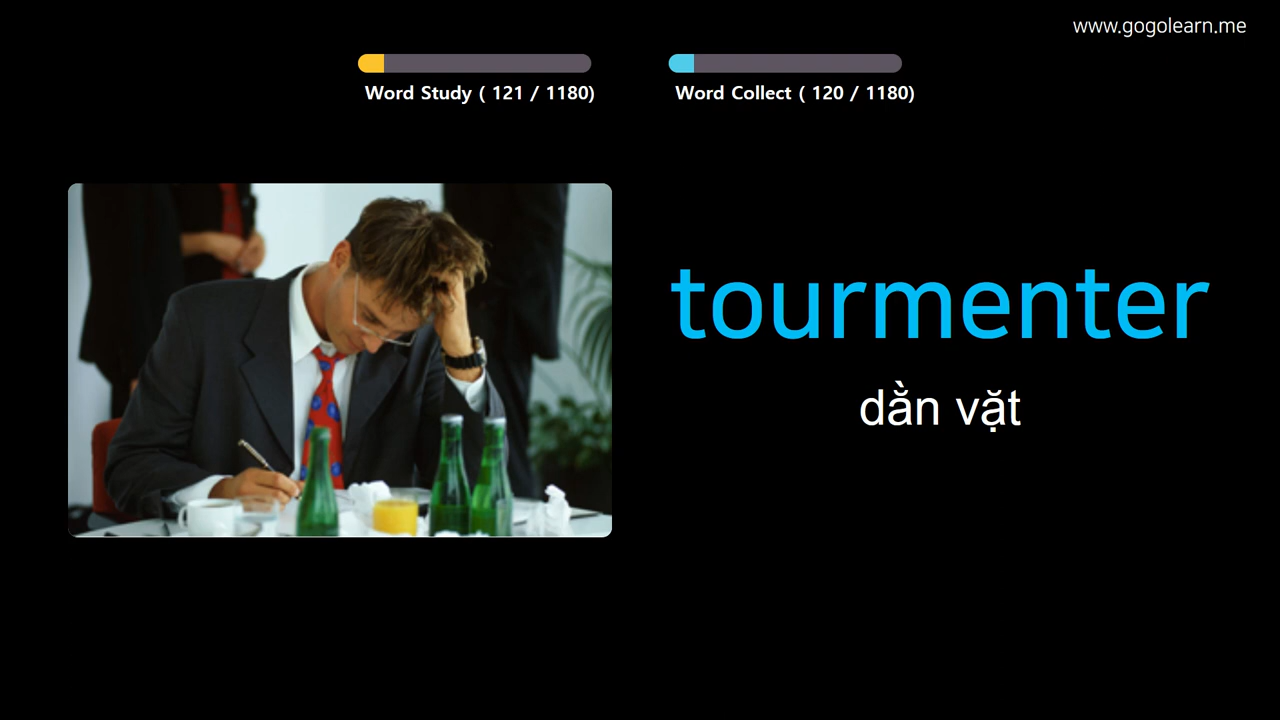 www.gogolearn.me
Word Study ( 121 / 1180)
Word Collect ( 120 / 1180)
tourmenter
dằn vặt